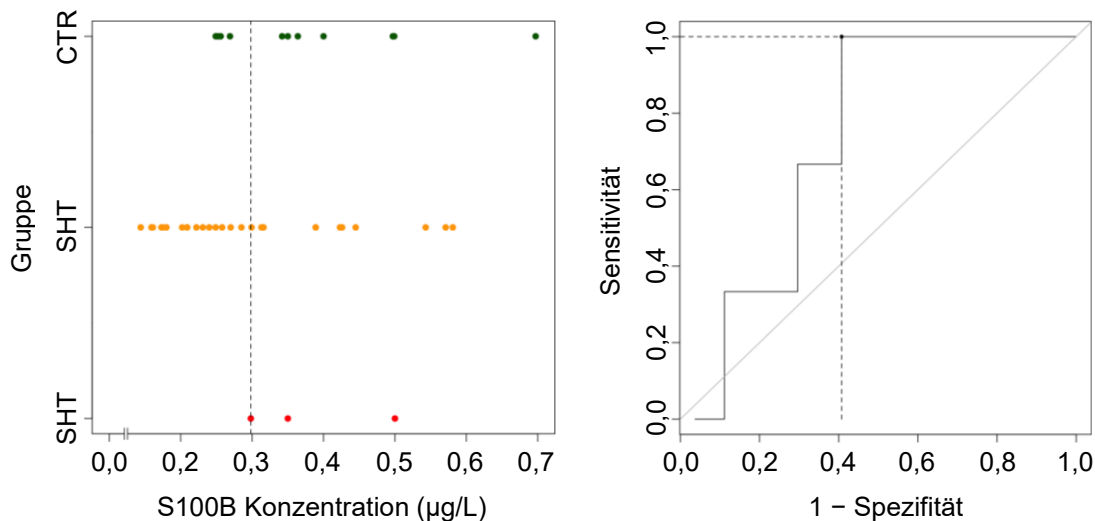 Gruppe
CTR
SHT
SHT
0,0 0,2 0,3 0,4 0,5 0,6 0,7
S100B Konzentration (µg/L)
Sensitivität
1,0
0,8
0,6
0,4
0,2
0,0
0,0 0,2 0,4 0,6 0,8 1,0
1 − Spezifität